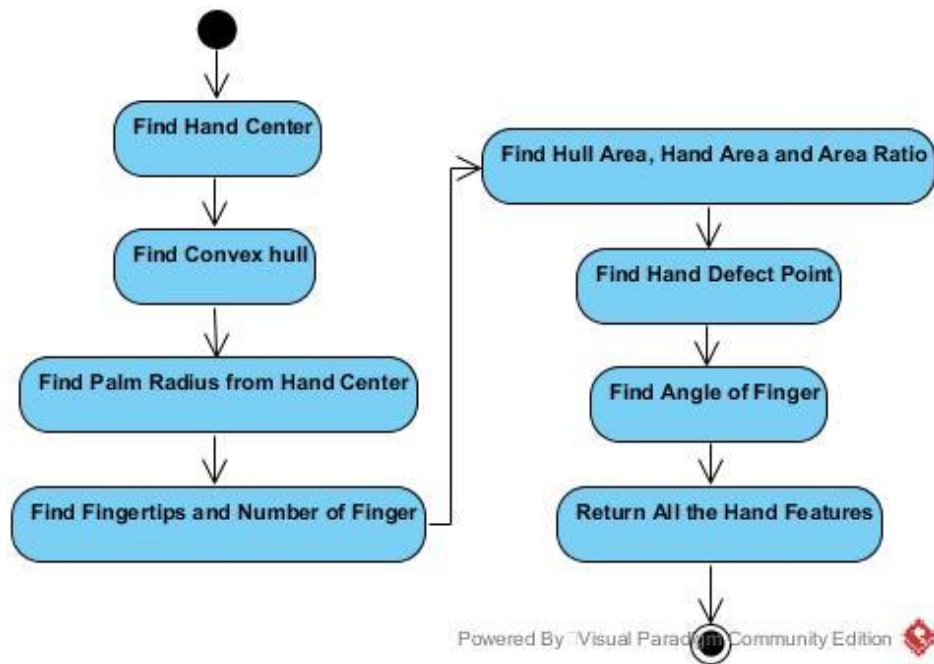 Find Hand Center
Find Convex hull
Find Palm Radius from Hand Center
Find Fingertips and Number of Finger
Find Hull Area, Hand Area and Area Ratio
Find Hand Defect Point
Find Angle of Finger
Return All the Hand Features
Powered By Visual Paradigm Community Edition